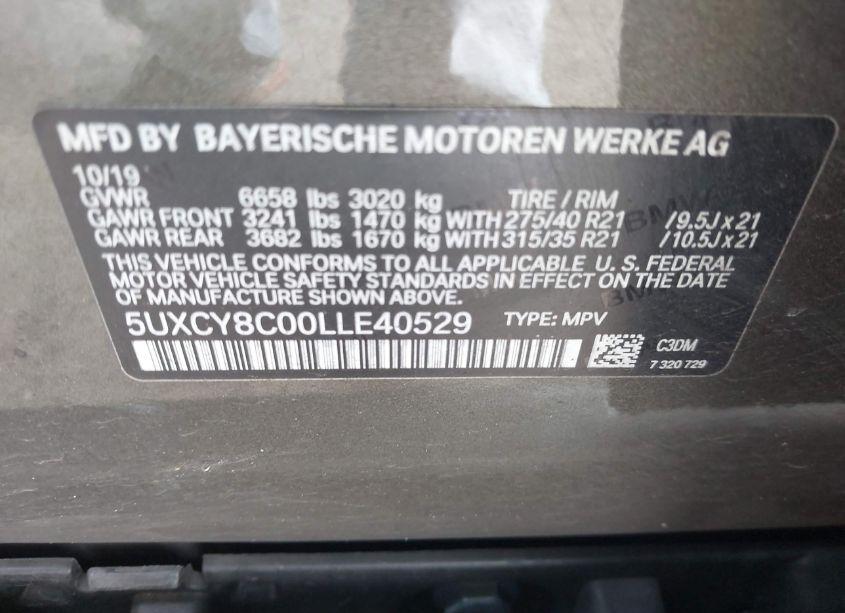 MFD BY BAYERISCHE MOTOREN WERKE AG
10/19
GVWR 6658 lbs 3020 kg TIRE / RIM
GAWR FRONT 3241 lbs 1470 kg WITH 275/40 R21 / 9.5J x 21
GAWR REAR 3682 lbs 1670 kg WITH 315/35 R21 / 10.5J x 21
THIS VEHICLE CONFORMS TO ALL APPLICABLE U. S. FEDERAL
MOTOR VEHICLE SAFETY STANDARDS IN EFFECT ON THE DATE
OF MANUFACTURE SHOWN ABOVE.
5UXCY8C00LLE40529 TYPE: MPV
C3DM
7 320 729